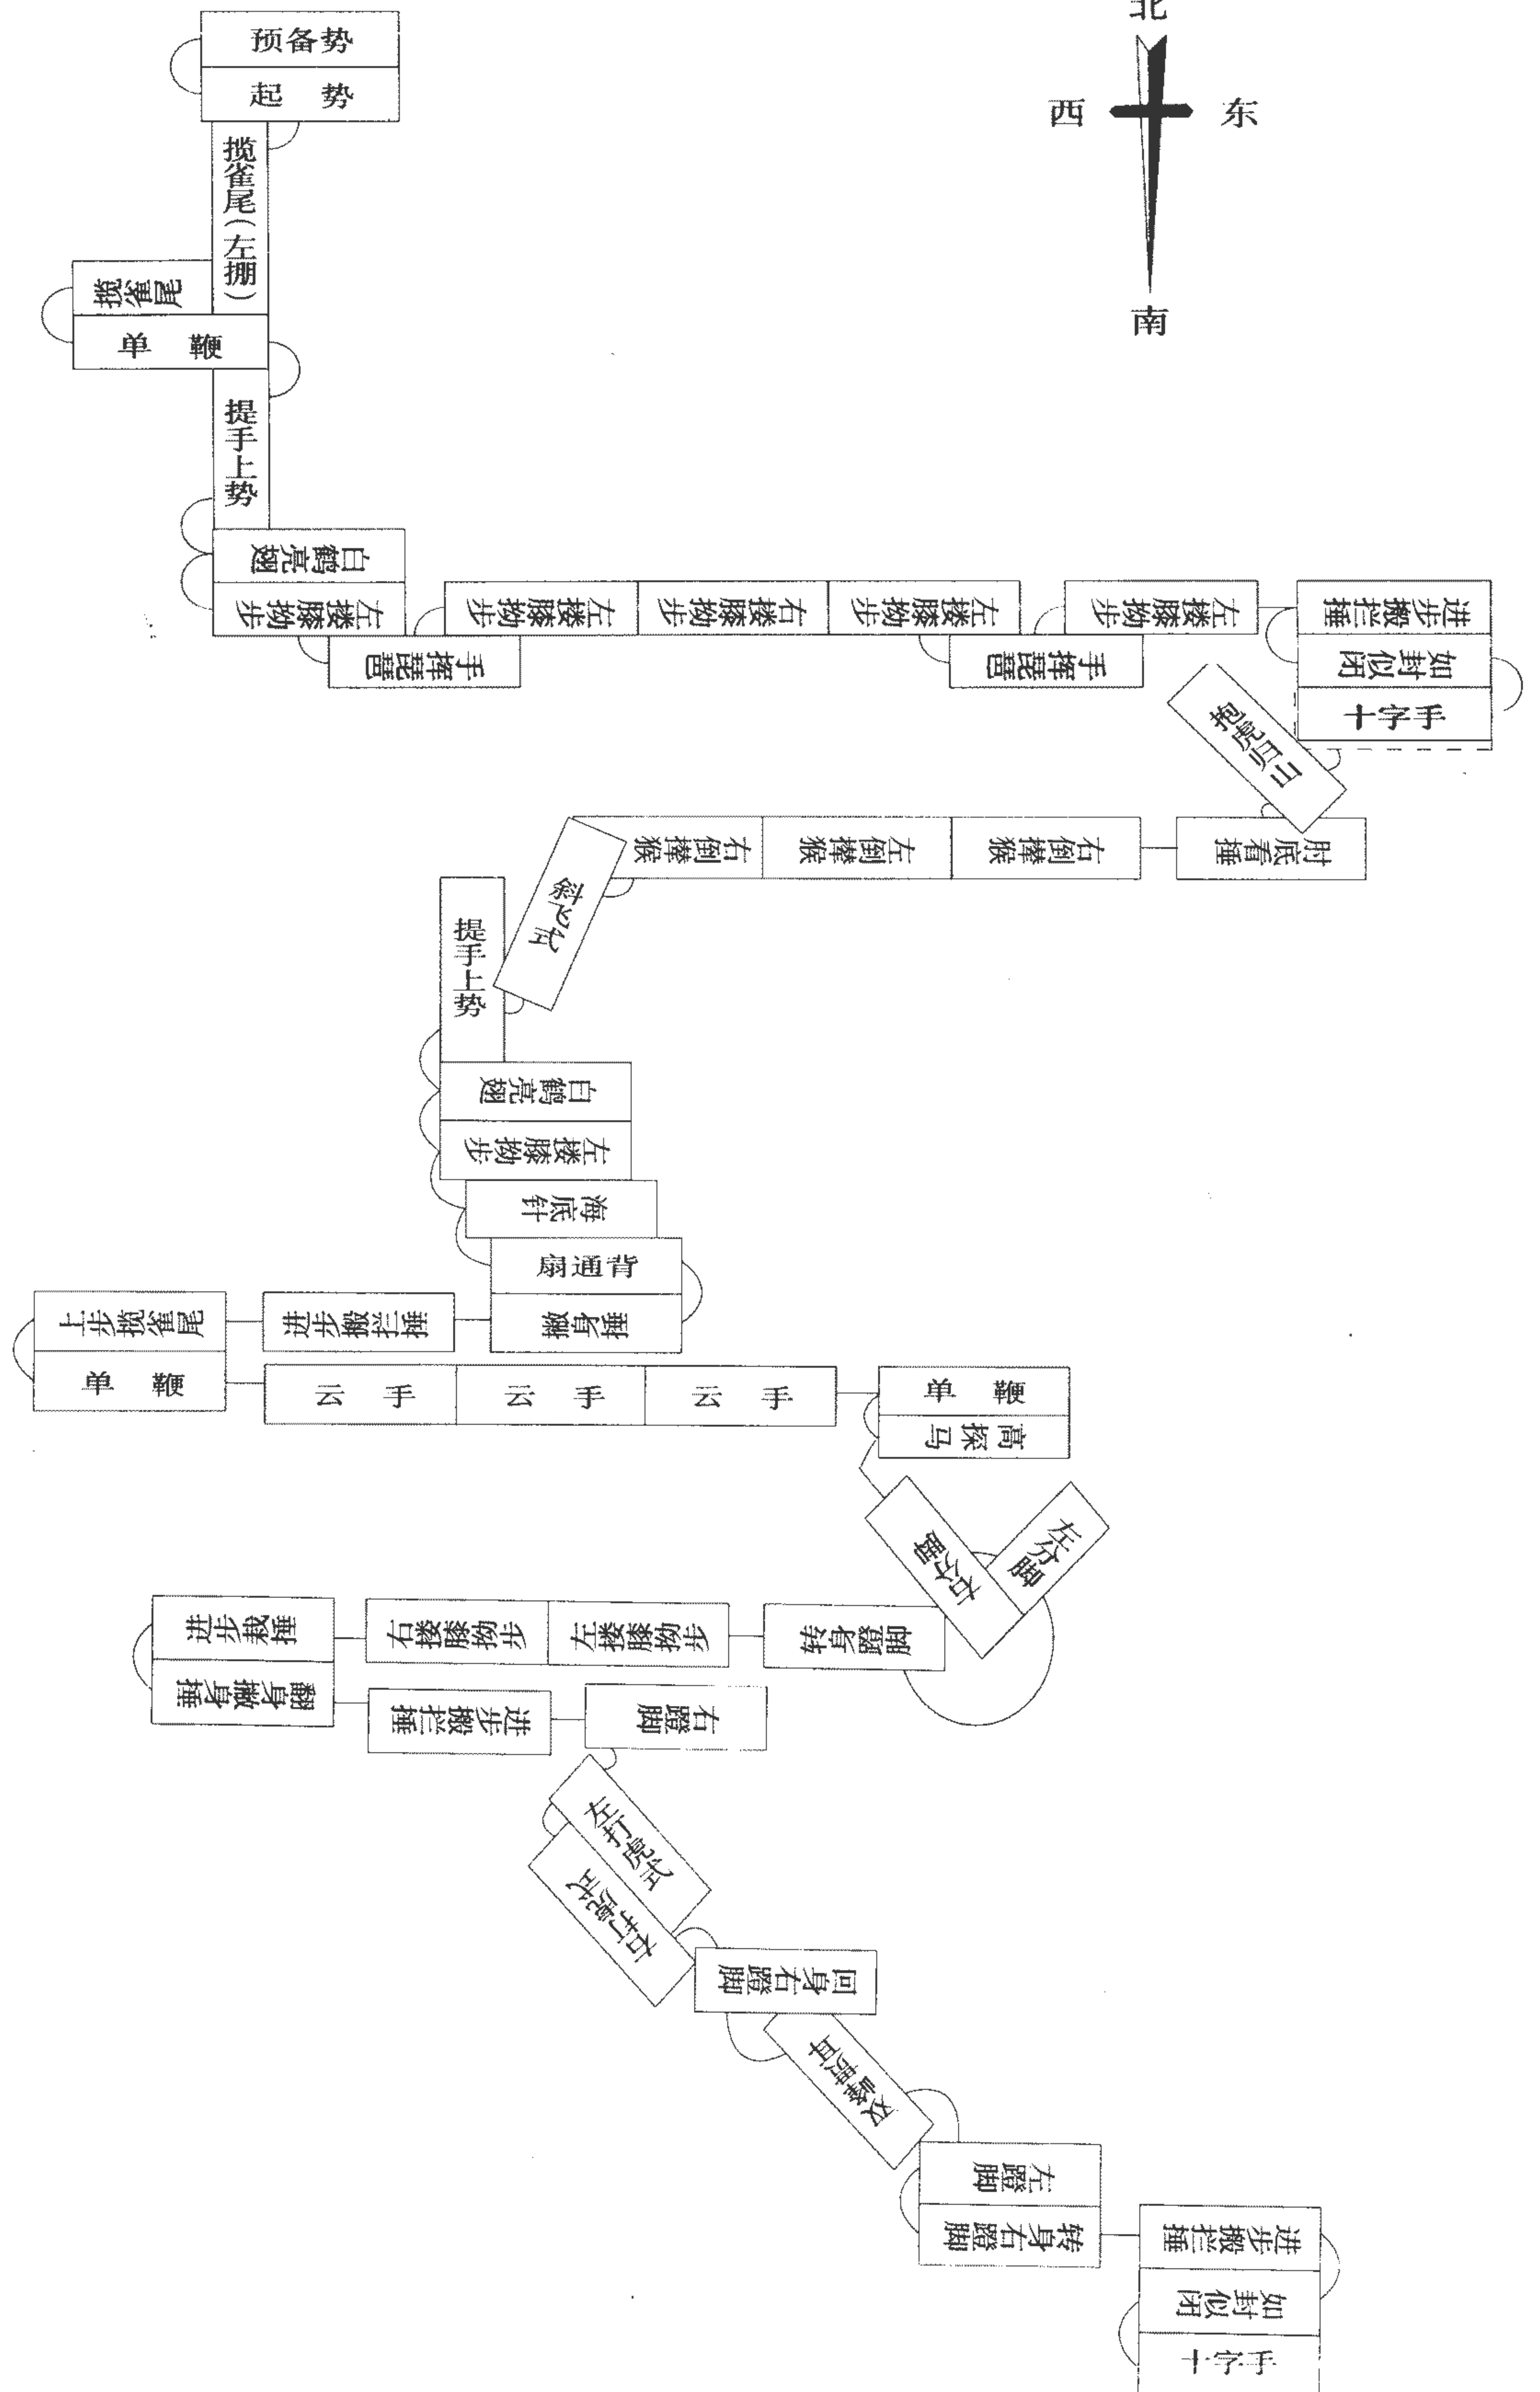 北
西
东
南
预备势
起 势
揽雀尾(左掤)
揽雀尾
单 鞭
提手上势
白鹤亮翅
左搂膝拗步
手挥琵琶
左搂膝拗步
右搂膝拗步
左搂膝拗步
手挥琵琶
左搂膝拗步
进步搬拦捶
如封似闭
十字手
抱虎归山
肘底看捶
右倒撵猴
左倒撵猴
右倒撵猴
斜飞式
提手上势
白鹤亮翅
左搂膝拗步
海底针
扇通背
撇身捶
进步搬拦捶
上步揽雀尾
单 鞭
云 手
云 手
云 手
单 鞭
高探马
右分脚
左分脚
转身蹬脚
左搂膝拗步
右搂膝拗步
进步栽捶
翻身撇身捶
进步搬拦捶
右蹬脚
左打虎式
右打虎式
回身右蹬脚
双峰贯耳
左蹬脚
转身右蹬脚
进步搬拦捶
如封似闭
十字手